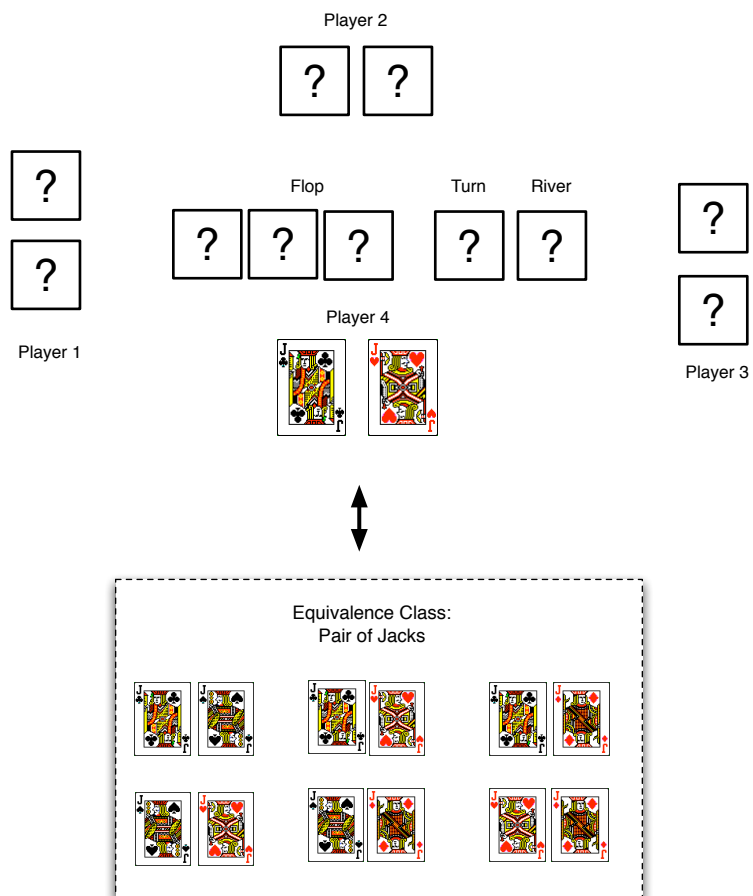 Player 2
? ?
?
?
Player 1
Flop
Turn
River
? ? ? ? ?
?
?
Player 3
Player 4
J J
J J
Equivalence Class:
Pair of Jacks
J J J J J J
J J J J J J
J J J J J J
J J J J J J